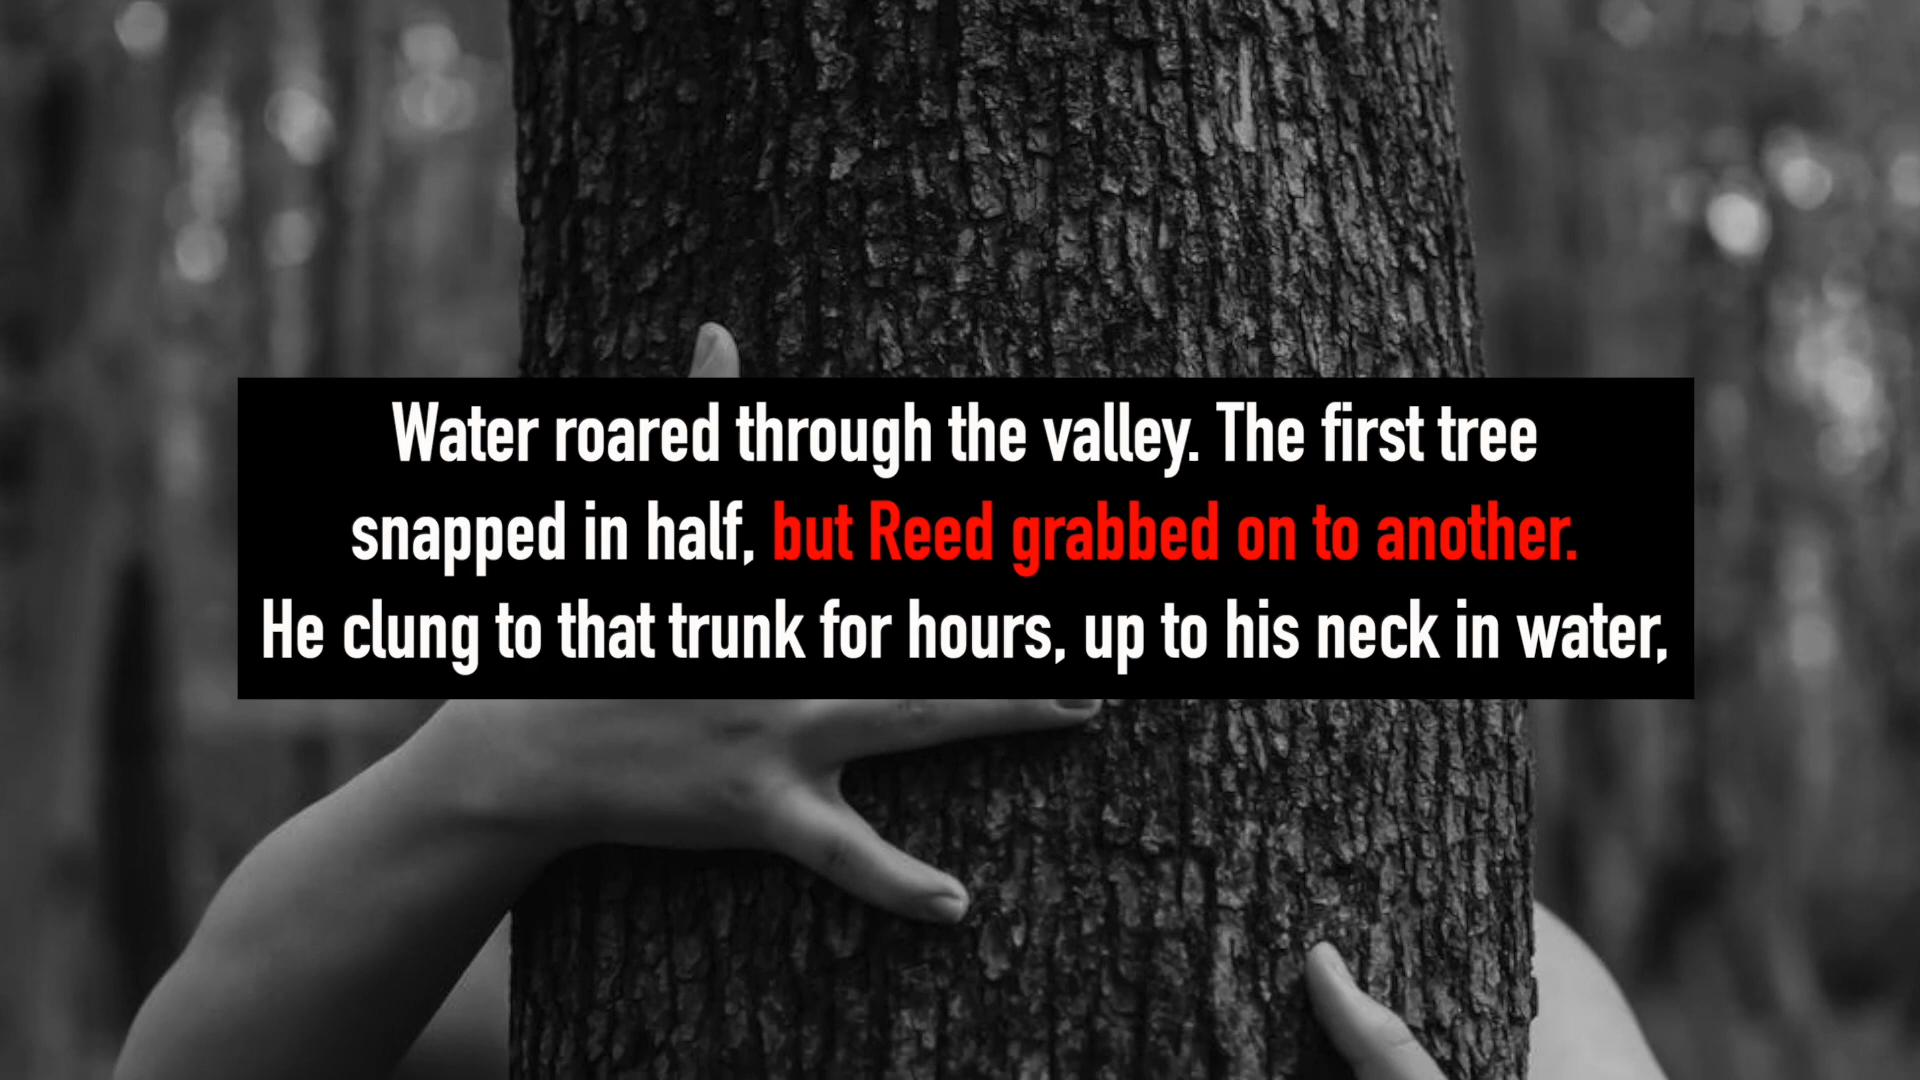 Water roared through the valley. The first tree
snapped in half, but Reed grabbed on to another.
He clung to that trunk for hours, up to his neck in water,